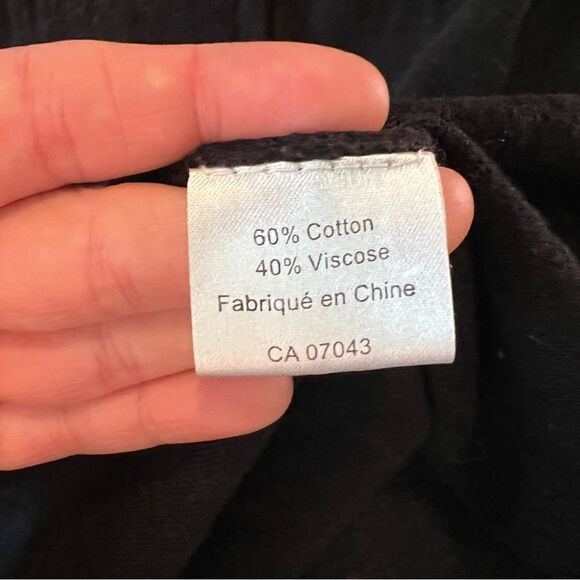 60% Cotton
40% Viscose
Fabriqué en Chine
CA 07043